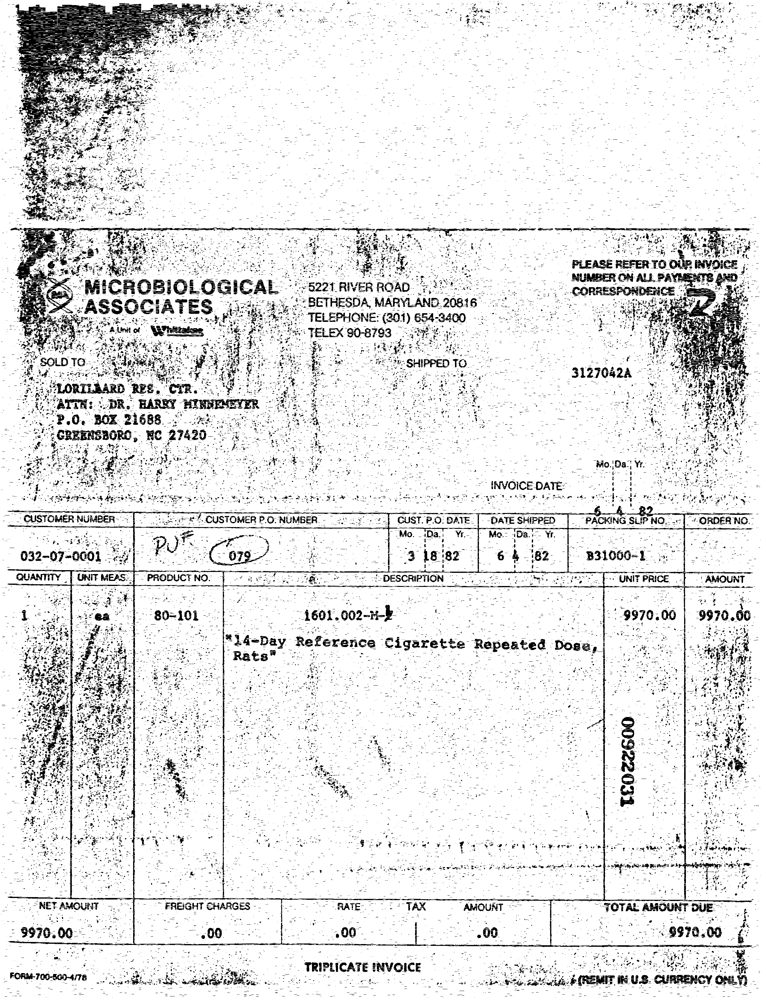 PLEASE REFER TO OUR INVOICE
NUMBER ON ALL PAYMENTS AND
CORRESPONDENCE
MICROBIOLOGICAL
ASSOCIATES
A Unit of Whittaker
5221 RIVER ROAD
BETHESDA, MARYLAND 20816
TELEPHONE: (301) 654-3400
TELEX 90-8793
SOLD TO
SHIPPED TO
3127042A
LORILLARD RES. CTR.
ATTN: DR. HARRY MINNEMEYER
P.O. BOX 21688
GREENSBORO, NC 27420
Mo. Da. Yr.
INVOICE DATE
6 4 82
CUSTOMER NUMBER CUSTOMER P.O. NUMBER CUST. P.O. DATE DATE SHIPPED PACKING SLIP NO. ORDER NO.
Mo. Da. Yr. Mo. Da. Yr.
032-07-0001 079 3 18 82 6 4 82 B31000-1
QUANTITY UNIT MEAS. PRODUCT NO. DESCRIPTION UNIT PRICE AMOUNT
1 ea 80-101 1601.002-M-1 9970.00 9970.00
"14-Day Reference Cigarette Repeated Dose,
Rats"
00922031
NET AMOUNT FREIGHT CHARGES RATE TAX AMOUNT TOTAL AMOUNT DUE
9970.00 .00 .00 .00 9970.00
TRIPLICATE INVOICE
FORM-700-500-4/78
(REMIT IN U.S. CURRENCY ONLY)